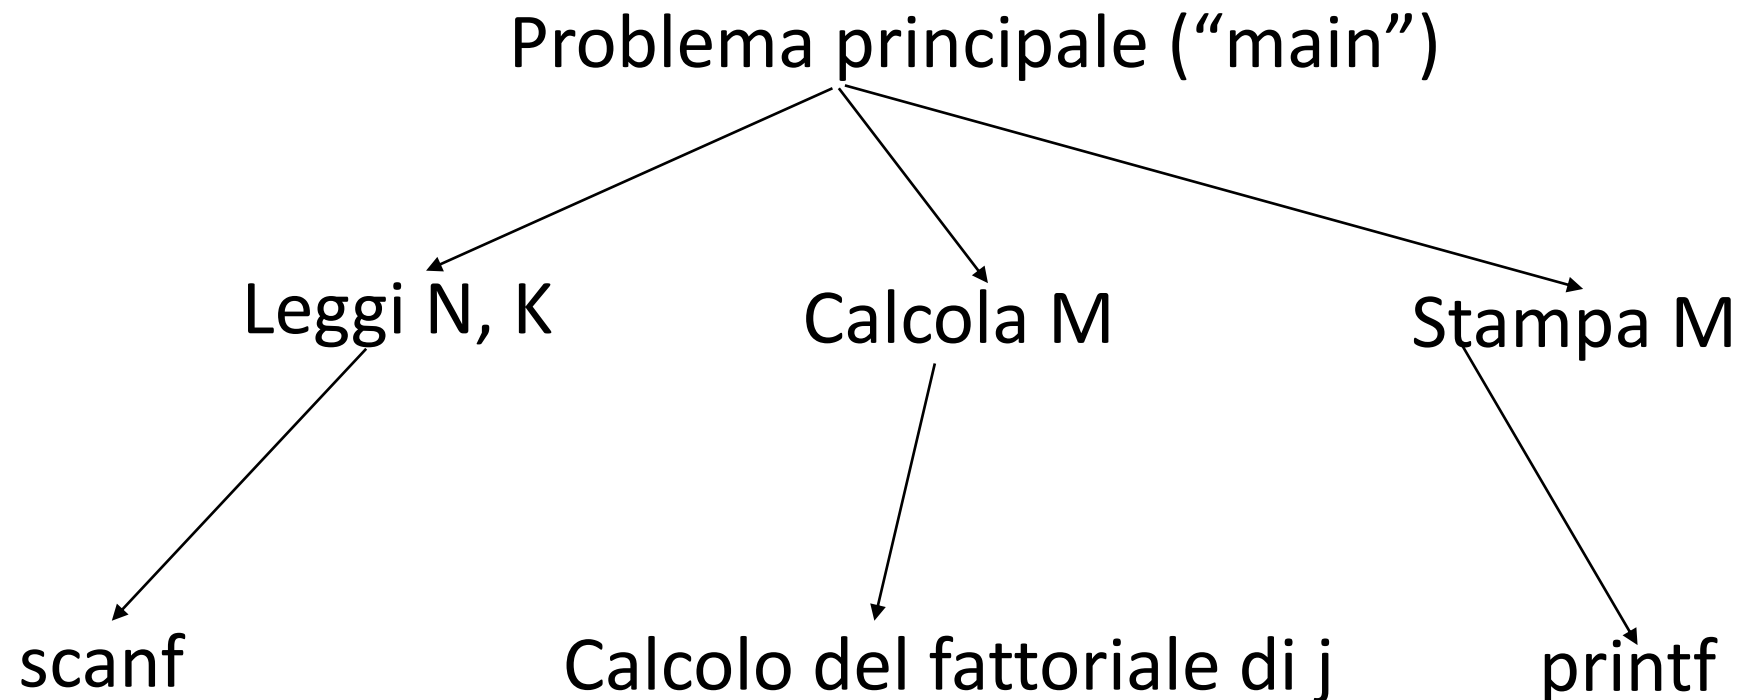 Problema principale (“main”)
Leggi N, K
Calcola M
Stampa M
scanf
Calcolo del fattoriale di j
printf